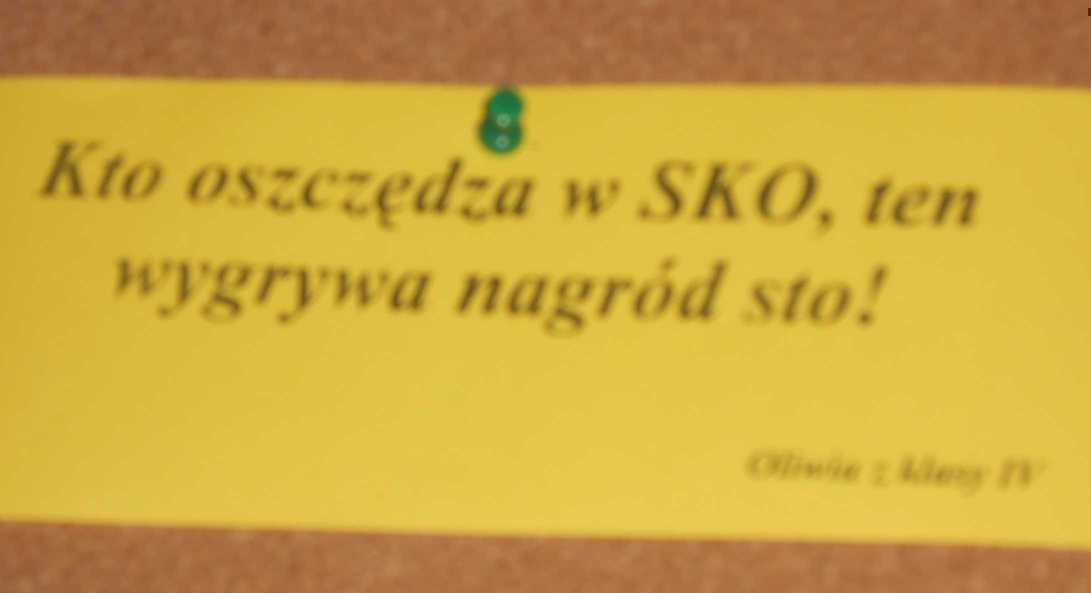 Kto oszczędza w SKO, ten
wygrywa nagród sto!
Oliwia z klasy IV